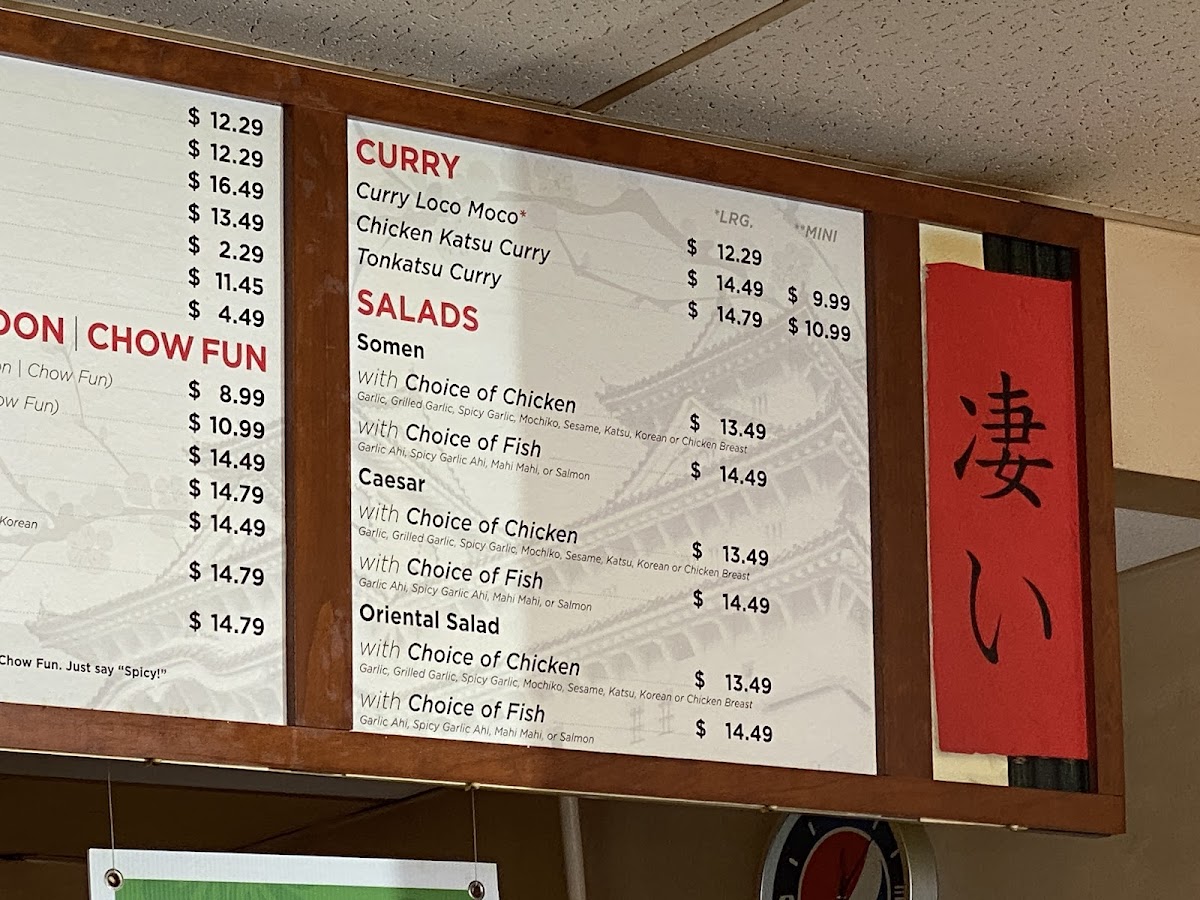 $ 12.29
$ 12.29
$ 16.49
$ 13.49
$ 2.29
$ 11.45
$ 4.49
CHOW FUN
| Chow Fun)
$ 8.99
Fun)
$ 10.99
$ 14.49
$ 14.79
Korean
$ 14.49
$ 14.79
$ 14.79
Chow Fun. Just say “Spicy!”
CURRY
*LRG. **MINI
Curry Loco Moco* $ 12.29
Chicken Katsu Curry $ 14.49 $ 9.99
Tonkatsu Curry $ 14.79 $ 10.99
SALADS
Somen
with Choice of Chicken $ 13.49
Garlic, Grilled Garlic, Spicy Garlic, Mochiko, Sesame, Katsu, Korean or Chicken Breast
with Choice of Fish $ 14.49
Garlic Ahi, Spicy Garlic Ahi, Mahi Mahi, or Salmon
Caesar
with Choice of Chicken $ 13.49
Garlic, Grilled Garlic, Spicy Garlic, Mochiko, Sesame, Katsu, Korean or Chicken Breast
with Choice of Fish $ 14.49
Garlic Ahi, Spicy Garlic Ahi, Mahi Mahi, or Salmon
Oriental Salad
with Choice of Chicken $ 13.49
Garlic, Grilled Garlic, Spicy Garlic, Mochiko, Sesame, Katsu, Korean or Chicken Breast
with Choice of Fish $ 14.49
Garlic Ahi, Spicy Garlic Ahi, Mahi Mahi, or Salmon
凄い